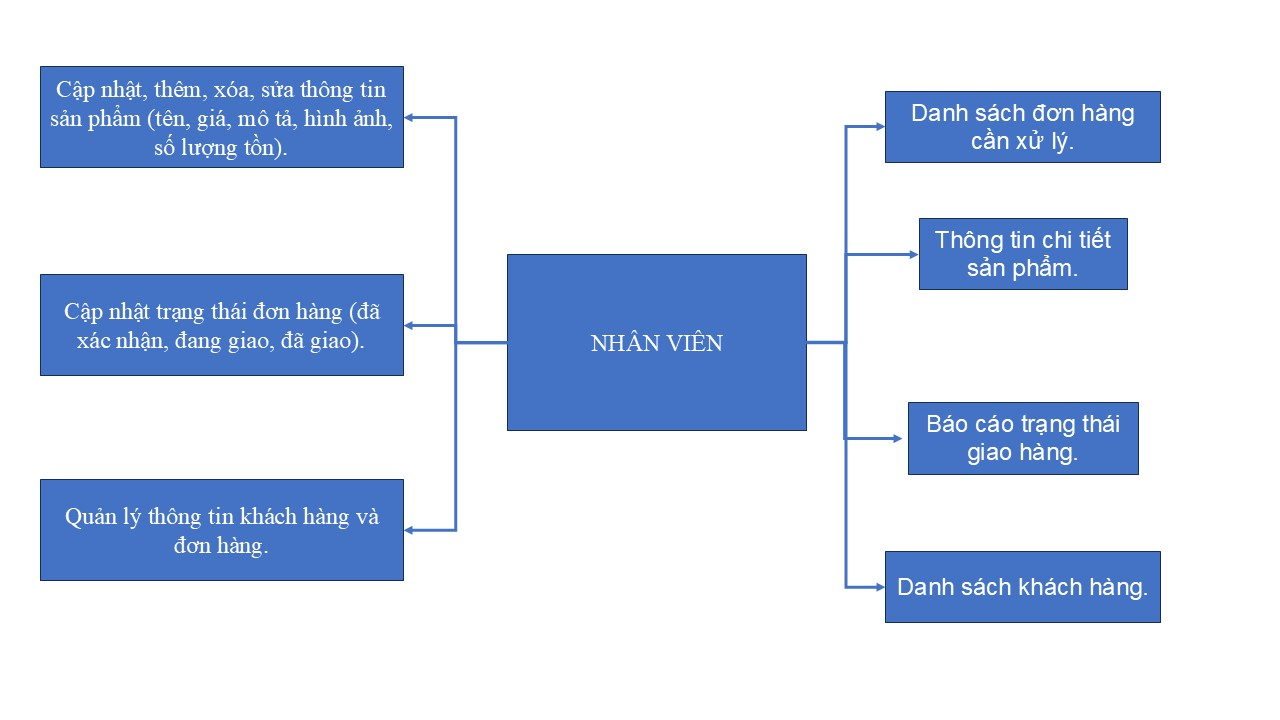 Cập nhật, thêm, xóa, sửa thông tin
sản phẩm (tên, giá, mô tả, hình ảnh,
số lượng tồn).
Cập nhật trạng thái đơn hàng (đã
xác nhận, đang giao, đã giao).
Quản lý thông tin khách hàng và
đơn hàng.
NHÂN VIÊN
Danh sách đơn hàng
cần xử lý.
Thông tin chi tiết
sản phẩm.
Báo cáo trạng thái
giao hàng.
Danh sách khách hàng.